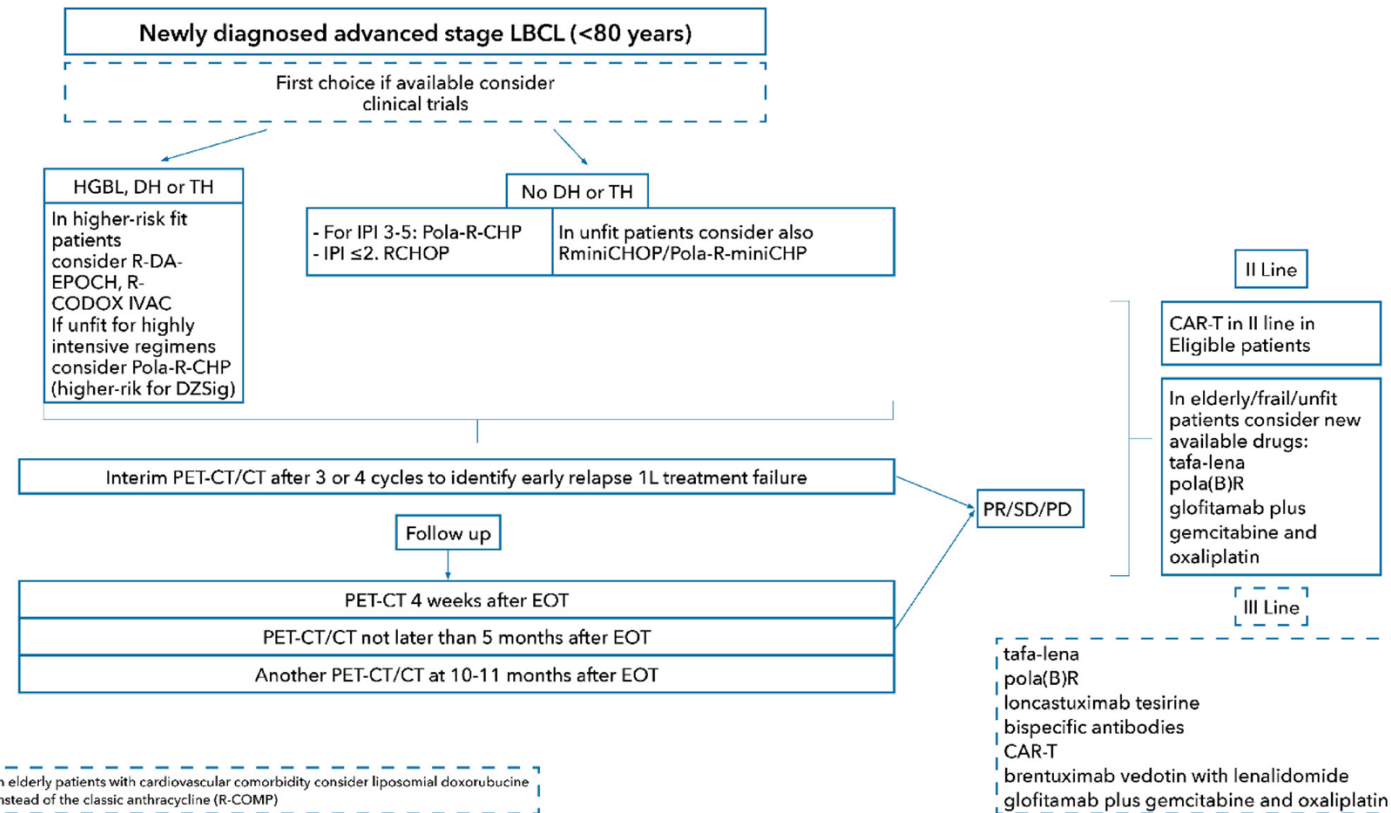 Newly diagnosed advanced stage LBCL (<80 years)
First choice if available consider
clinical trials
HGBL, DH or TH
In higher-risk fit
patients
consider R-DA-
EPOCH, R-
CODOX IVAC
If unfit for highly
intensive regimens
consider Pola-R-CHP
(higher-rik for DZSig)
No DH or TH
- For IPI 3-5: Pola-R-CHP
- IPI ≤2. RCHOP
In unfit patients consider also
RminiCHOP/Pola-R-miniCHP
Interim PET-CT/CT after 3 or 4 cycles to identify early relapse 1L treatment failure
Follow up
PET-CT 4 weeks after EOT
PET-CT/CT not later than 5 months after EOT
Another PET-CT/CT at 10-11 months after EOT
PR/SD/PD
II Line
CAR-T in II line in
Eligible patients
In elderly/frail/unfit
patients consider new
available drugs:
tafa-lena
pola(B)R
glofitamab plus
gemcitabine and
oxaliplatin
III Line
tafa-lena
pola(B)R
loncastuximab tesirine
bispecific antibodies
CAR-T
brentuximab vedotin with lenalidomide
glofitamab plus gemcitabine and oxaliplatin
n elderly patients with cardiovascular comorbidity consider liposomial doxorubucine
nstead of the classic anthracycline (R-COMP)